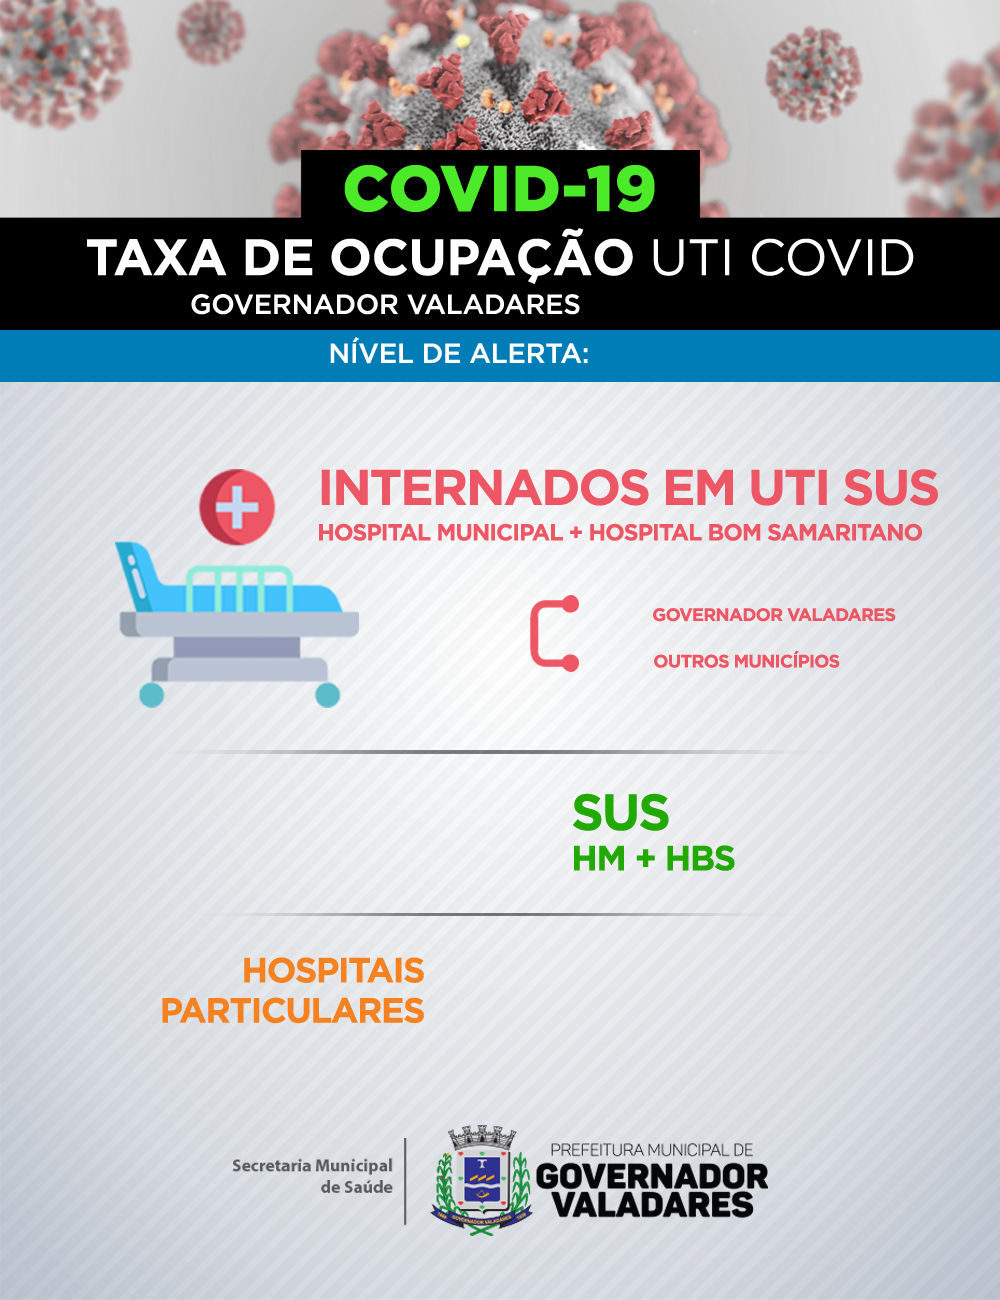 COVID-19
TAXA DE OCUPAÇÃO UTI COVID
GOVERNADOR VALADARES
NÍVEL DE ALERTA:
INTERNADOS EM UTI SUS
HOSPITAL MUNICIPAL + HOSPITAL BOM SAMARITANO
GOVERNADOR VALADARES
OUTROS MUNICÍPIOS
SUS
HM + HBS
HOSPITAIS
PARTICULARES
Secretaria Municipal
de Saúde
PREFEITURA MUNICIPAL DE
GOVERNADOR
VALADARES
GOVERNADOR VALADARES